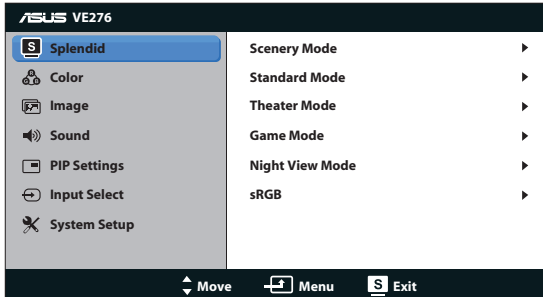 ASUS VE276
S Splendid
Color
Image
Sound
PIP Settings
Input Select
System Setup
Scenery Mode
Standard Mode
Theater Mode
Game Mode
Night View Mode
sRGB
Move Menu S Exit